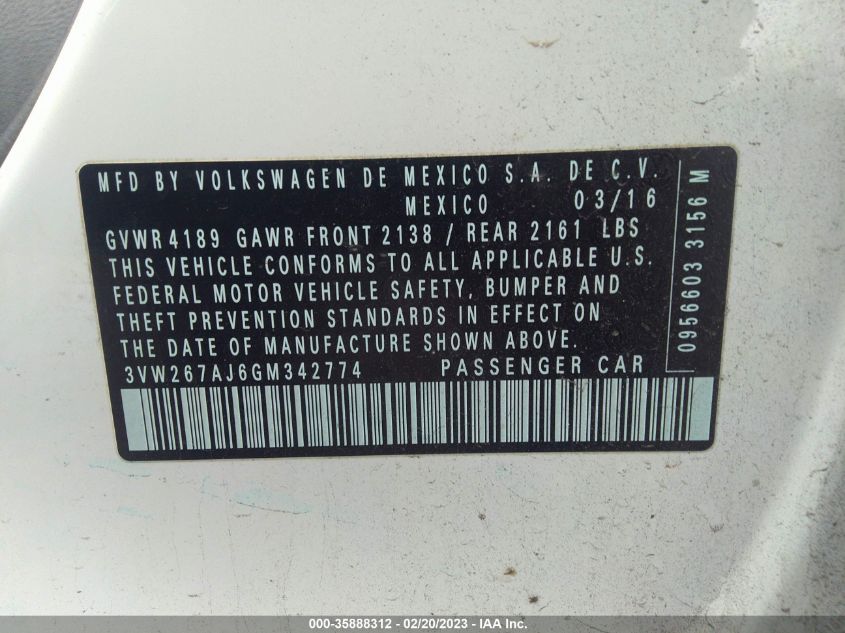 MFD BY VOLKSWAGEN DE MEXICO S.A. DE C.V.
MEXICO 03/16
GVWR 4189 GAWR FRONT 2138 / REAR 2161 LBS
THIS VEHICLE CONFORMS TO ALL APPLICABLE U.S.
FEDERAL MOTOR VEHICLE SAFETY, BUMPER AND
THEFT PREVENTION STANDARDS IN EFFECT ON
THE DATE OF MANUFACTURE SHOWN ABOVE.
3VW267AJ6GM342774 PASSENGER CAR
0956603 3156 M
000-35888312 - 02/20/2023 - IAA, Inc.